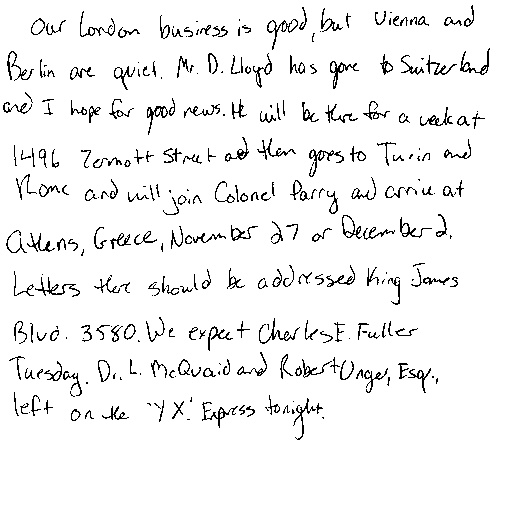 Our London business is good, but Vienna and
Berlin are quiet. Mr. D. Lloyd has gone to Switzerland
and I hope for good news. He will be there for a week at
1496 Zermott Street and then goes to Turin and
Rome and will join Colonel Parry and arrive at
Athens, Greece, November 27 or December 2.
Letters there should be addressed King James
Blvd. 3580. We expect Charles E. Fuller
Tuesday. Dr. L. McQuaid and Robert Unger, Esq.,
left on the 'Y X.' Express tonight.